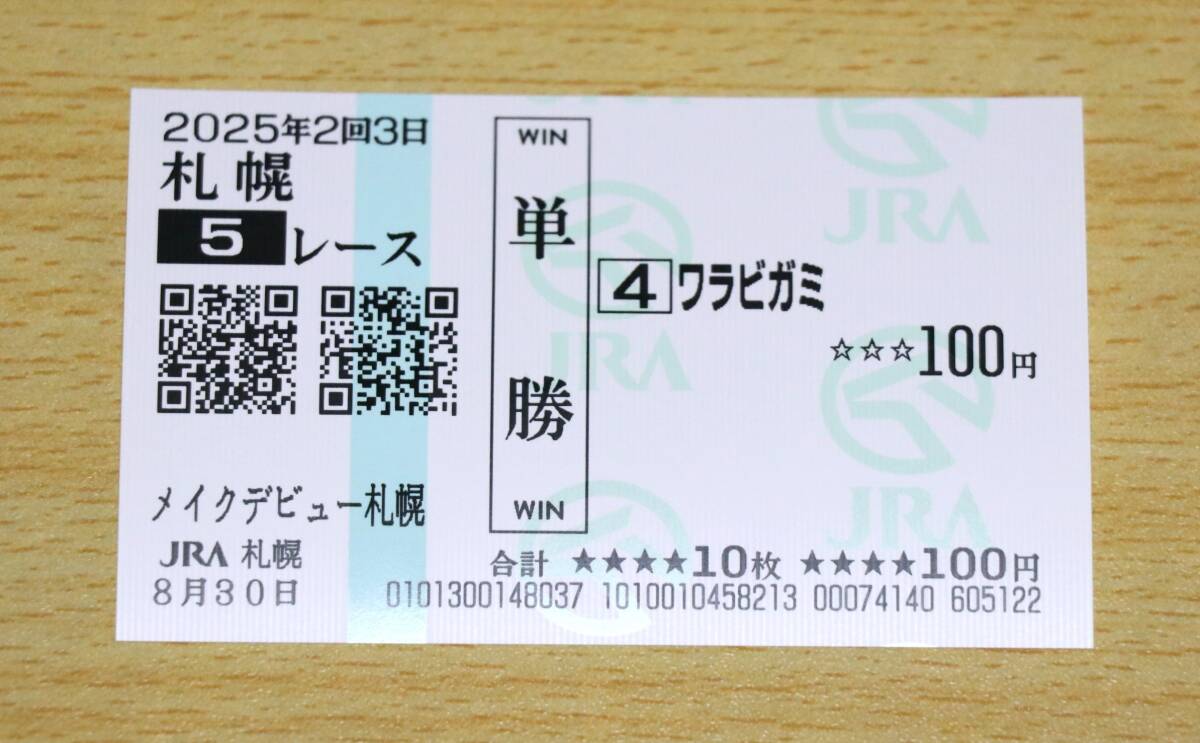 2025年2回3日
札幌
5レース
メイクデビュー札幌
JRA 札幌
8月30日
WIN
単勝
WIN
4 ワラビガミ
☆☆☆100円
合計 ★★★★10枚 ★★★★100円
0101300148037 1010010458213 00074140 605122
JRA
JRA
JRA
JRA